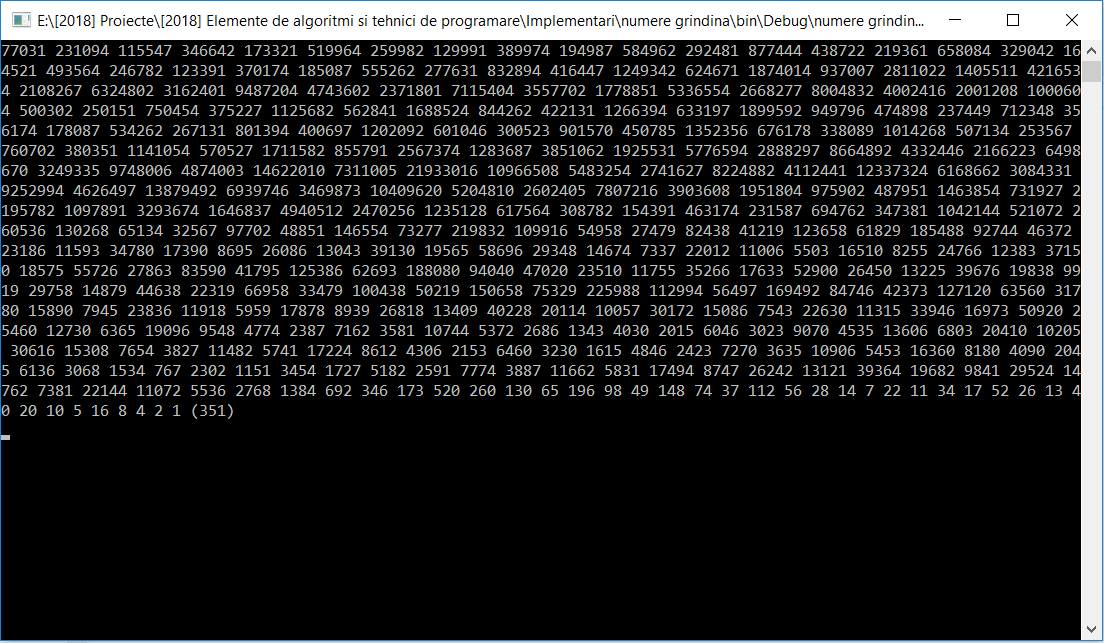 E:\[2018] Proiecte\[2018] Elemente de algoritmi si tehnici de programare\Implementari\numere grindina\bin\Debug\numere grindin...
77031 231094 115547 346642 173321 519964 259982 129991 389974 194987 584962 292481 877444 438722 219361 658084 329042 16
4521 493564 246782 123391 370174 185087 555262 277631 832894 416447 1249342 624671 1874014 937007 2811022 1405511 421653
4 2108267 6324802 3162401 9487204 4743602 2371801 7115404 3557702 1778851 5336554 2668277 8004832 4002416 2001208 100060
4 500302 250151 750454 375227 1125682 562841 1688524 844262 422131 1266394 633197 1899592 949796 474898 237449 712348 35
6174 178087 534262 267131 801394 400697 1202092 601046 300523 901570 450785 1352356 676178 338089 1014268 507134 253567
760702 380351 1141054 570527 1711582 855791 2567374 1283687 3851062 1925531 5776594 2888297 8664892 4332446 2166223 6498
670 3249335 9748006 4874003 14622010 7311005 21933016 10966508 5483254 2741627 8224882 4112441 12337324 6168662 3084331
9252994 4626497 13879492 6939746 3469873 10409620 5204810 2602405 7807216 3903608 1951804 975902 487951 1463854 731927 2
195782 1097891 3293674 1646837 4940512 2470256 1235128 617564 308782 154391 463174 231587 694762 347381 1042144 521072 2
60536 130268 65134 32567 97702 48851 146554 73277 219832 109916 54958 27479 82438 41219 123658 61829 185488 92744 46372
23186 11593 34780 17390 8695 26086 13043 39130 19565 58696 29348 14674 7337 22012 11006 5503 16510 8255 24766 12383 3715
0 18575 55726 27863 83590 41795 125386 62693 188080 94040 47020 23510 11755 35266 17633 52900 26450 13225 39676 19838 99
19 29758 14879 44638 22319 66958 33479 100438 50219 150658 75329 225988 112994 56497 169492 84746 42373 127120 63560 317
80 15890 7945 23836 11918 5959 17878 8939 26818 13409 40228 20114 10057 30172 15086 7543 22630 11315 33946 16973 50920 2
5460 12730 6365 19096 9548 4774 2387 7162 3581 10744 5372 2686 1343 4030 2015 6046 3023 9070 4535 13606 6803 20410 10205
30616 15308 7654 3827 11482 5741 17224 8612 4306 2153 6460 3230 1615 4846 2423 7270 3635 10906 5453 16360 8180 4090 204
5 6136 3068 1534 767 2302 1151 3454 1727 5182 2591 7774 3887 11662 5831 17494 8747 26242 13121 39364 19682 9841 29524 14
762 7381 22144 11072 5536 2768 1384 692 346 173 520 260 130 65 196 98 49 148 74 37 112 56 28 14 7 22 11 34 17 52 26 13 4
0 20 10 5 16 8 4 2 1 (351)